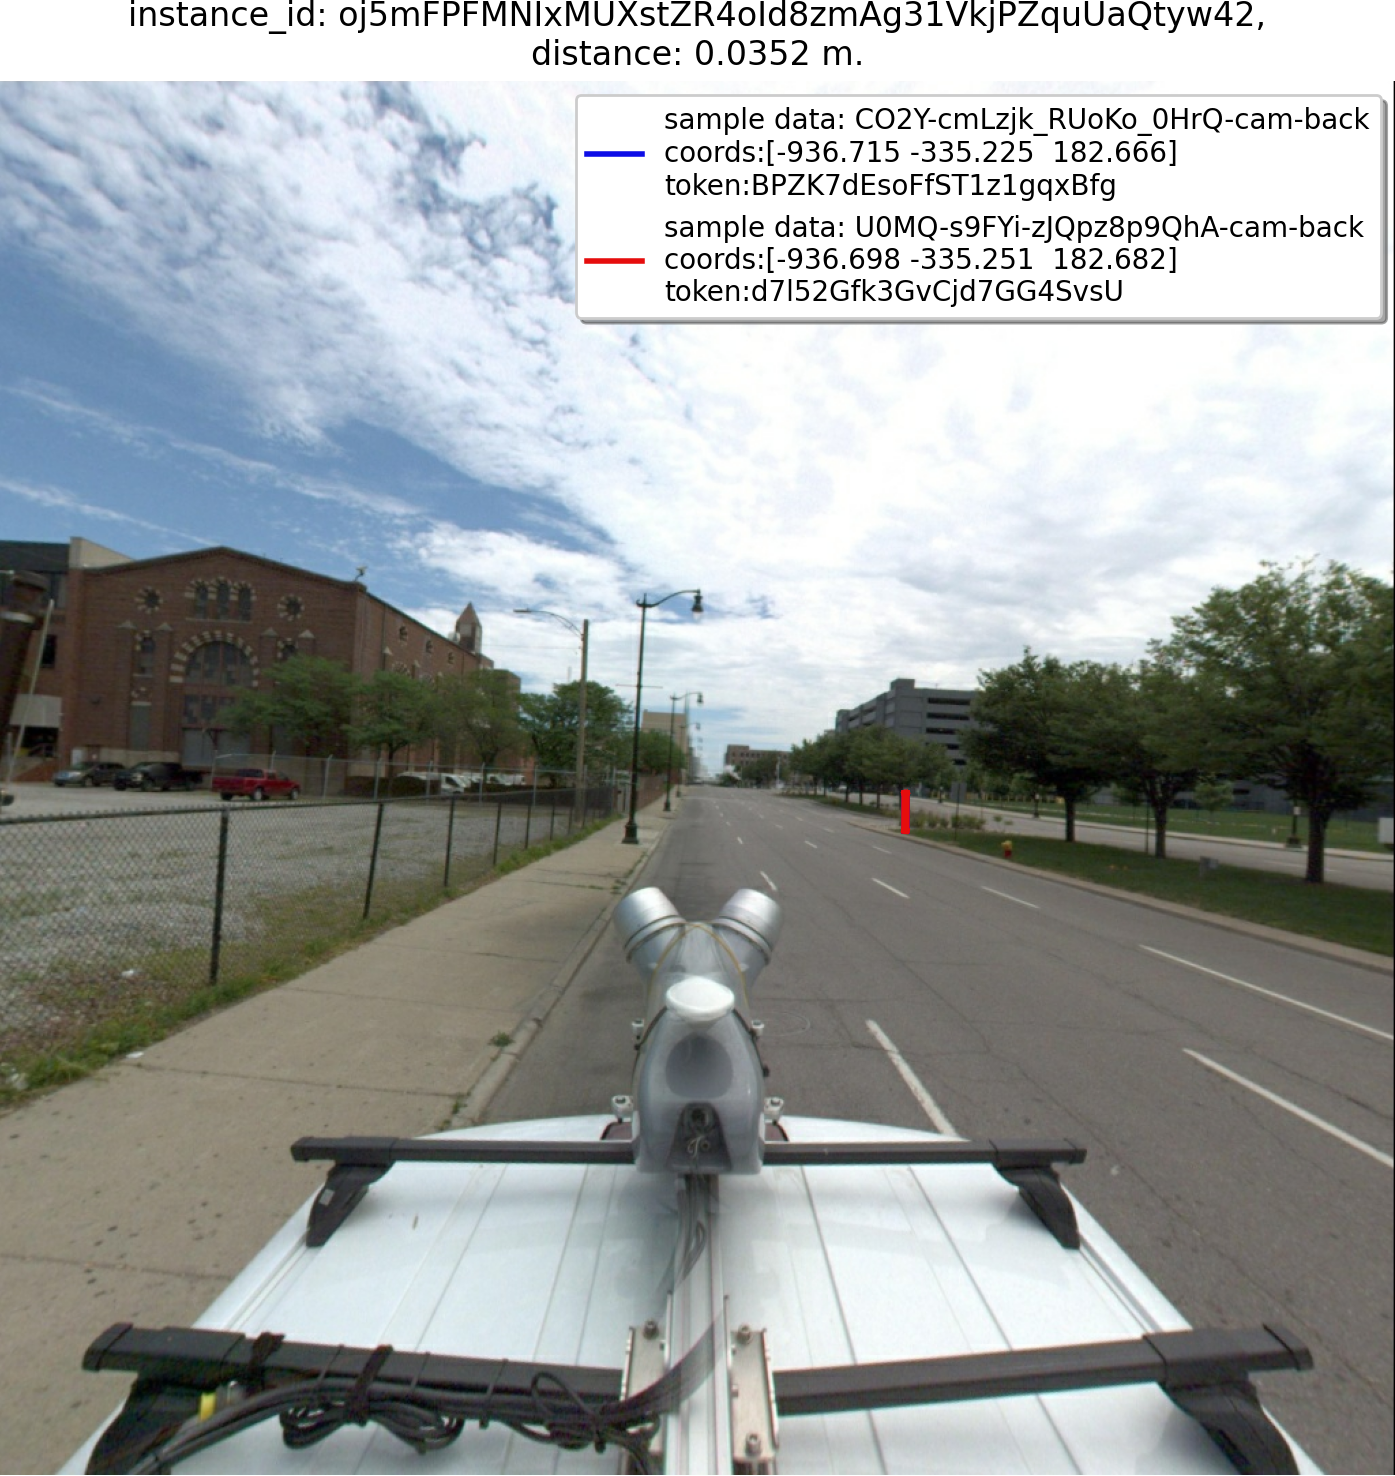 instance_id: oj5mFPFMNIxMUXstZR4oId8zmAg31VkjPZquUaQtyw42,
distance: 0.0352 m.
sample data: CO2Y-cmLzjk_RUoKo_0HrQ-cam-back
coords:[-936.715 -335.225  182.666]
token:BPZK7dEsoFfST1z1gqxBfg
sample data: U0MQ-s9FYi-zJQpz8p9QhA-cam-back
coords:[-936.698 -335.251  182.682]
token:d7l52Gfk3GvCjd7GG4SvsU